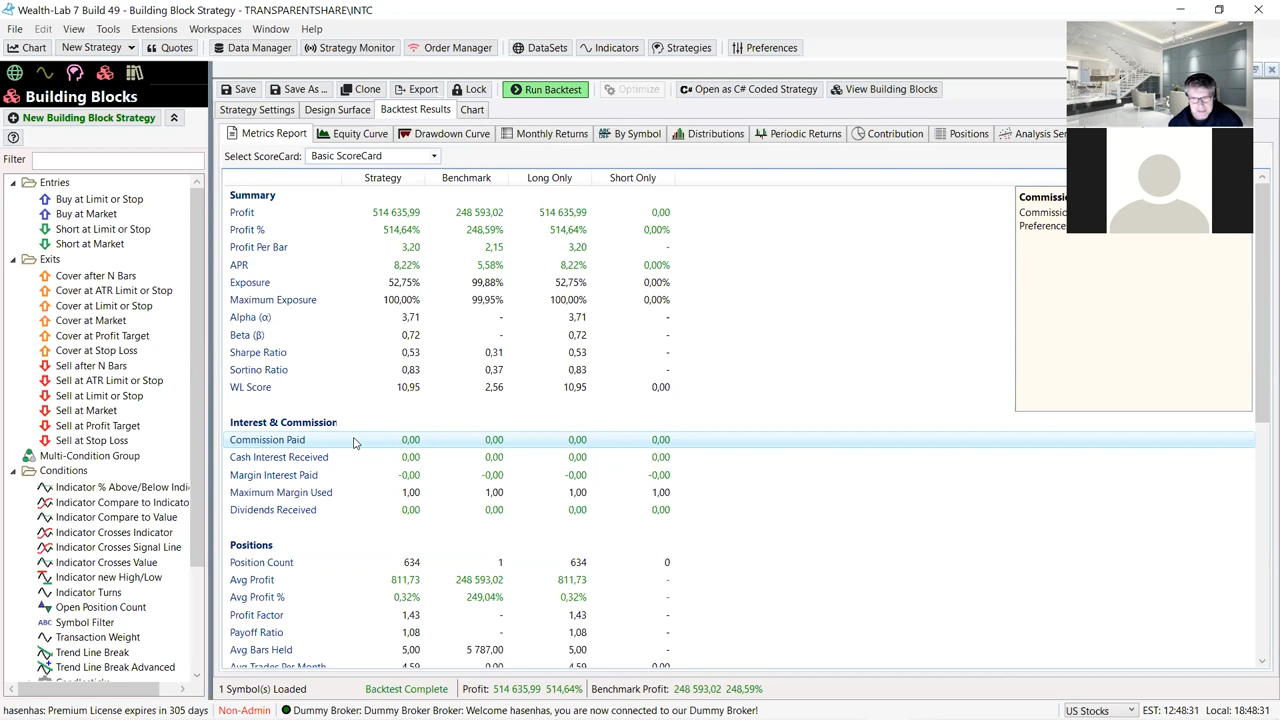 Wealth-Lab 7 Build 49 - Building Block Strategy - TRANSPARENTSHARE\INTC
File Edit View Tools Extensions Workspaces Window Help
Chart New Strategy Quotes Data Manager Strategy Monitor Order Manager DataSets Indicators Strategies Preferences
Building Blocks
New Building Block Strategy
Filter
Entries
Buy at Limit or Stop
Buy at Market
Short at Limit or Stop
Short at Market
Exits
Cover after N Bars
Cover at ATR Limit or Stop
Cover at Limit or Stop
Cover at Market
Cover at Profit Target
Cover at Stop Loss
Sell after N Bars
Sell at ATR Limit or Stop
Sell at Limit or Stop
Sell at Market
Sell at Profit Target
Sell at Stop Loss
Multi-Condition Group
Conditions
Indicator % Above/Below Indi
Indicator Compare to Indicato
Indicator Compare to Value
Indicator Crosses Indicator
Indicator Crosses Signal Line
Indicator Crosses Value
Indicator new High/Low
Indicator Turns
Open Position Count
ABC Symbol Filter
Transaction Weight
Trend Line Break
Trend Line Break Advanced
Save Save As ... Clone Export Lock Run Backtest Optimize Open as C# Coded Strategy View Building Blocks
Strategy Settings Design Surface Backtest Results Chart
Metrics Report Equity Curve Drawdown Curve Monthly Returns By Symbol Distributions Periodic Returns Contribution Positions Analysis Se
Select ScoreCard: Basic ScoreCard
Strategy Benchmark Long Only Short Only
Summary
Profit 514 635,99 248 593,02 514 635,99 0,00
Profit % 514,64% 248,59% 514,64% 0,00%
Profit Per Bar 3,20 2,15 3,20 -
APR 8,22% 5,58% 8,22% 0,00%
Exposure 52,75% 99,88% 52,75% 0,00%
Maximum Exposure 100,00% 99,95% 100,00% 0,00%
Alpha (α) 3,71 - 3,71 -
Beta (β) 0,72 - 0,72 -
Sharpe Ratio 0,53 0,31 0,53 -
Sortino Ratio 0,83 0,37 0,83 -
WL Score 10,95 2,56 10,95 0,00
Interest & Commission
Commission Paid 0,00 0,00 0,00 0,00
Cash Interest Received 0,00 0,00 0,00 0,00
Margin Interest Paid -0,00 -0,00 -0,00 -0,00
Maximum Margin Used 1,00 1,00 1,00 1,00
Dividends Received 0,00 0,00 0,00 0,00
Positions
Position Count 634 1 634 0
Avg Profit 811,73 248 593,02 811,73 -
Avg Profit % 0,32% 249,04% 0,32% -
Profit Factor 1,43 - 1,43 -
Payoff Ratio 1,08 - 1,08 -
Avg Bars Held 5,00 5 787,00 5,00 -
Avg Trades Per Month 4,59 0,00 4,59 0,00
Commissi
Commissi
Preference
1 Symbol(s) Loaded Backtest Complete Profit: 514 635,99 514,64% Benchmark Profit: 248 593,02 248,59%
hasenhas: Premium License expires in 305 days Non-Admin Dummy Broker: Dummy Broker Broker: Welcome hasenhas, you are now connected to our Dummy Broker! US Stocks EST: 12:48:31 Local: 18:48:31